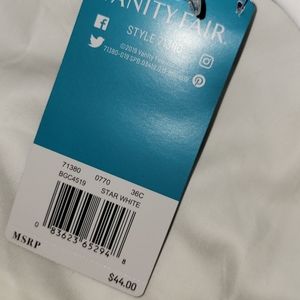 VANITY FAIR
STYLE 71380
©2019 Vanity Fair
71380 0770 36C
BGC4519 STAR WHITE
0 83623 65294 8
MSRP $44.00